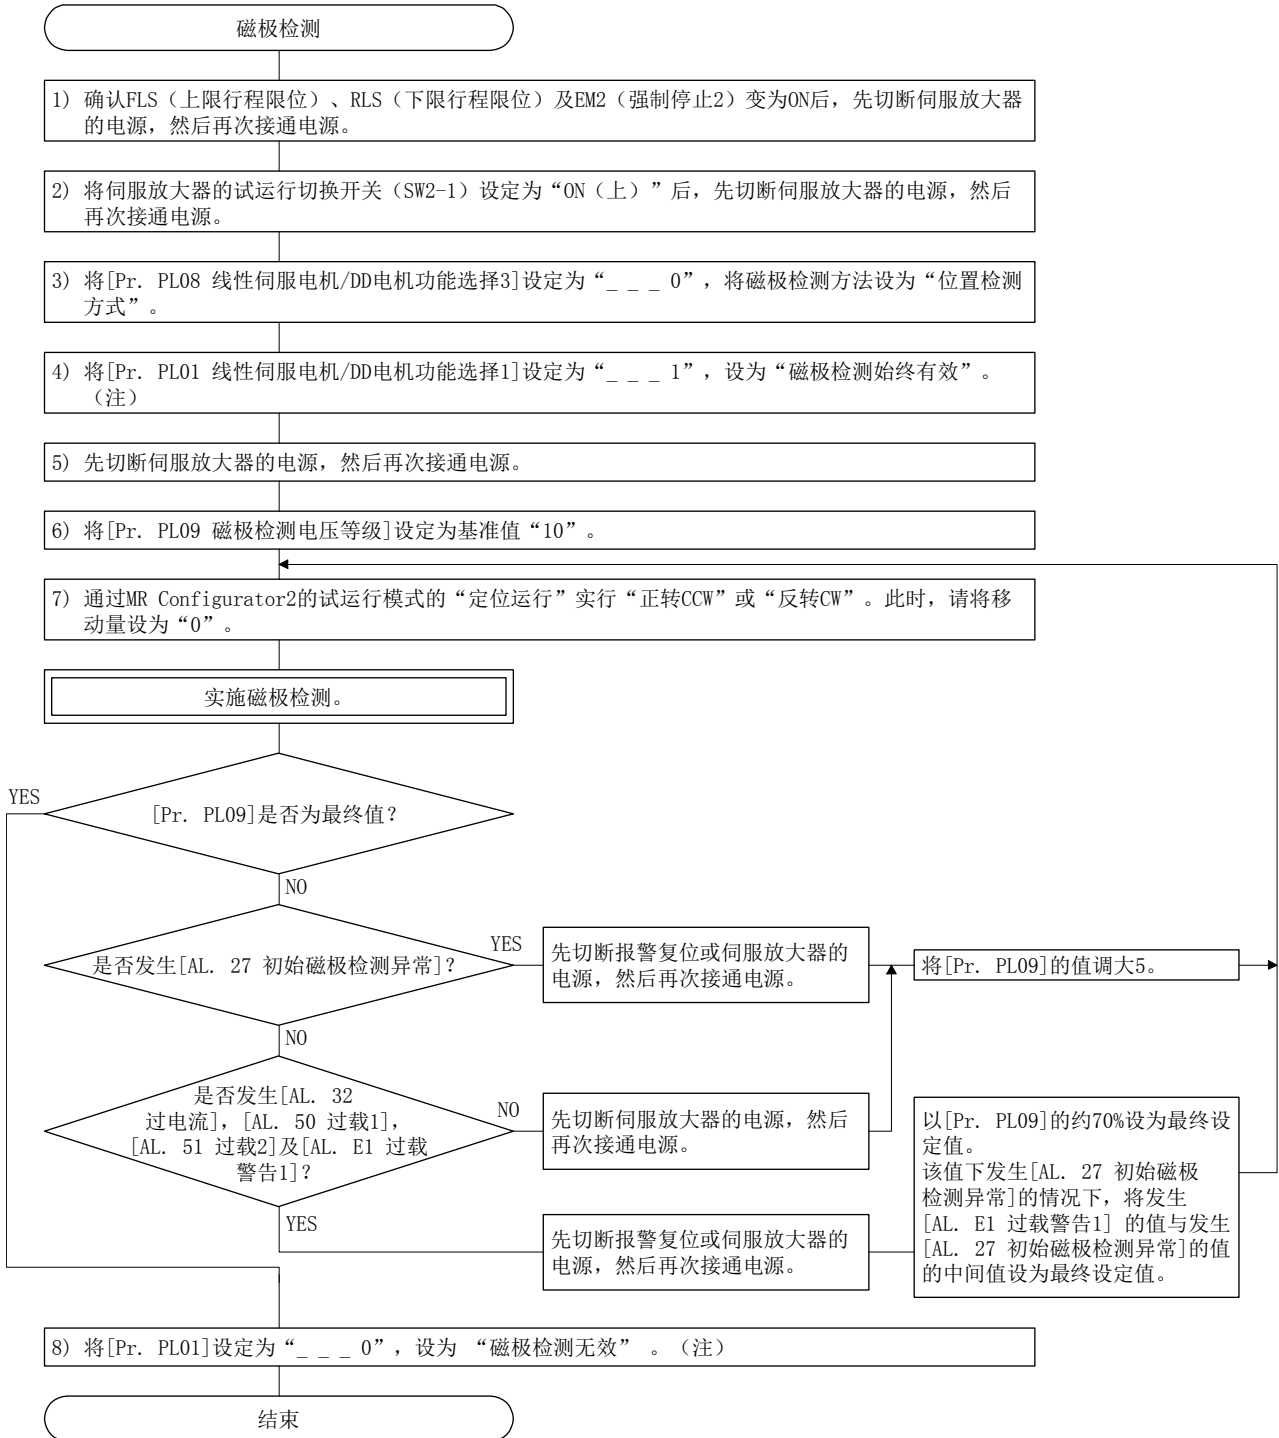 磁极检测
1) 确认FLS（上限行程限位）、RLS（下限行程限位）及EM2（强制停止2）变为ON后，先切断伺服放大器
的电源，然后再次接通电源。
2) 将伺服放大器的试运行切换开关（SW2-1）设定为“ON（上）”后，先切断伺服放大器的电源，然后
再次接通电源。
3) 将[Pr. PL08 线性伺服电机/DD电机功能选择3]设定为“_ _ _ 0”，将磁极检测方法设为“位置检测
方式”。
4) 将[Pr. PL01 线性伺服电机/DD电机功能选择1]设定为“_ _ _ 1”，设为“磁极检测始终有效”。
（注）
5) 先切断伺服放大器的电源，然后再次接通电源。
6) 将[Pr. PL09 磁极检测电压等级]设定为基准值“10”。
7) 通过MR Configurator2的试运行模式的“定位运行”实行“正转CCW”或“反转CW”。此时，请将移
动量设为“0”。
实施磁极检测。
YES
[Pr. PL09]是否为最终值？
NO
是否发生[AL. 27 初始磁极检测异常]？
YES
先切断报警复位或伺服放大器的
电源，然后再次接通电源。
将[Pr. PL09]的值调大5。
NO
是否发生[AL. 32
过电流]，[AL. 50 过载1]，
[AL. 51 过载2]及[AL. E1 过载
警告1]？
NO
先切断伺服放大器的电源，然后
再次接通电源。
YES
先切断报警复位或伺服放大器的
电源，然后再次接通电源。
以[Pr. PL09]的约70%设为最终设
定值。
该值下发生[AL. 27 初始磁极
检测异常]的情况下，将发生
[AL. E1 过载警告1] 的值与发生
[AL. 27 初始磁极检测异常]的值
的中间值设为最终设定值。
8) 将[Pr. PL01]设定为“_ _ _ 0”，设为 “磁极检测无效” 。（注）
结束